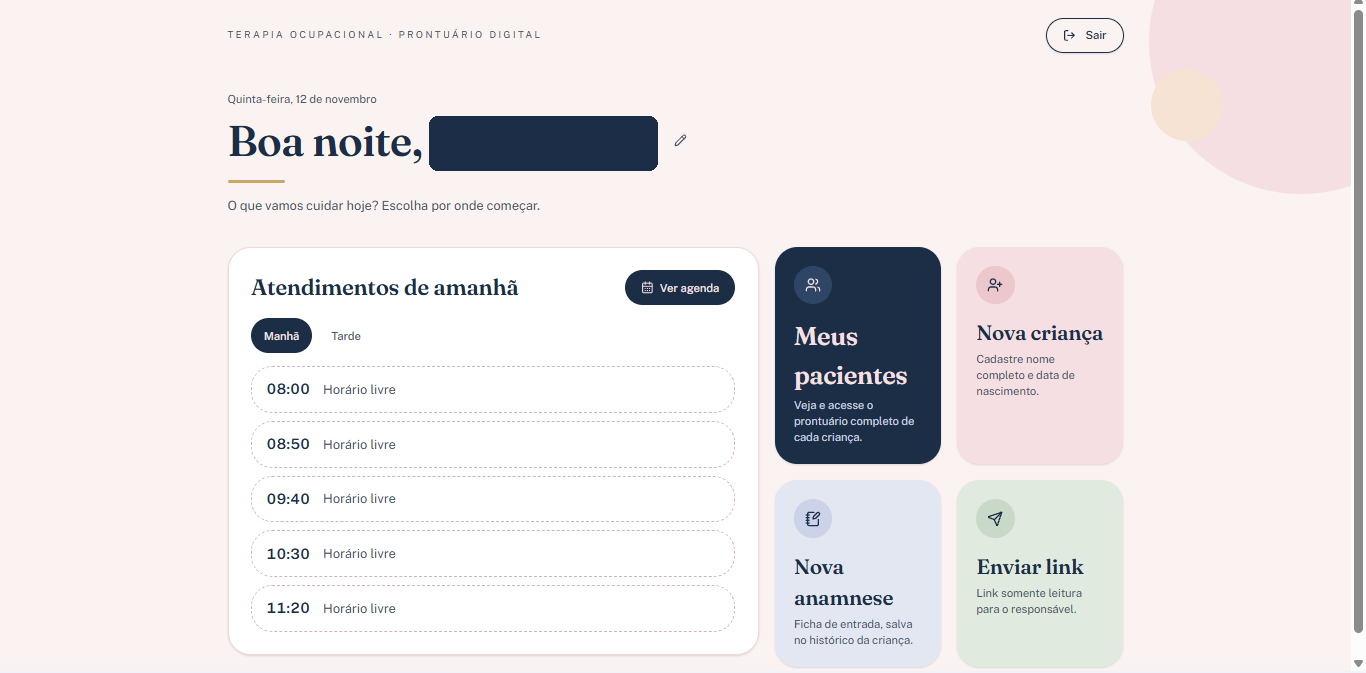 TERAPIA OCUPACIONAL · PRONTUÁRIO DIGITAL
Sair
Quinta-feira, 12 de novembro
Boa noite,
O que vamos cuidar hoje? Escolha por onde começar.
Atendimentos de amanhã
Ver agenda
Manhã
Tarde
08:00 Horário livre
08:50 Horário livre
09:40 Horário livre
10:30 Horário livre
11:20 Horário livre
Meus
pacientes
Veja e acesse o
prontuário completo de
cada criança.
Nova criança
Cadastre nome
completo e data de
nascimento.
Nova
anamnese
Ficha de entrada, salva
no histórico da criança.
Enviar link
Link somente leitura
para o responsável.